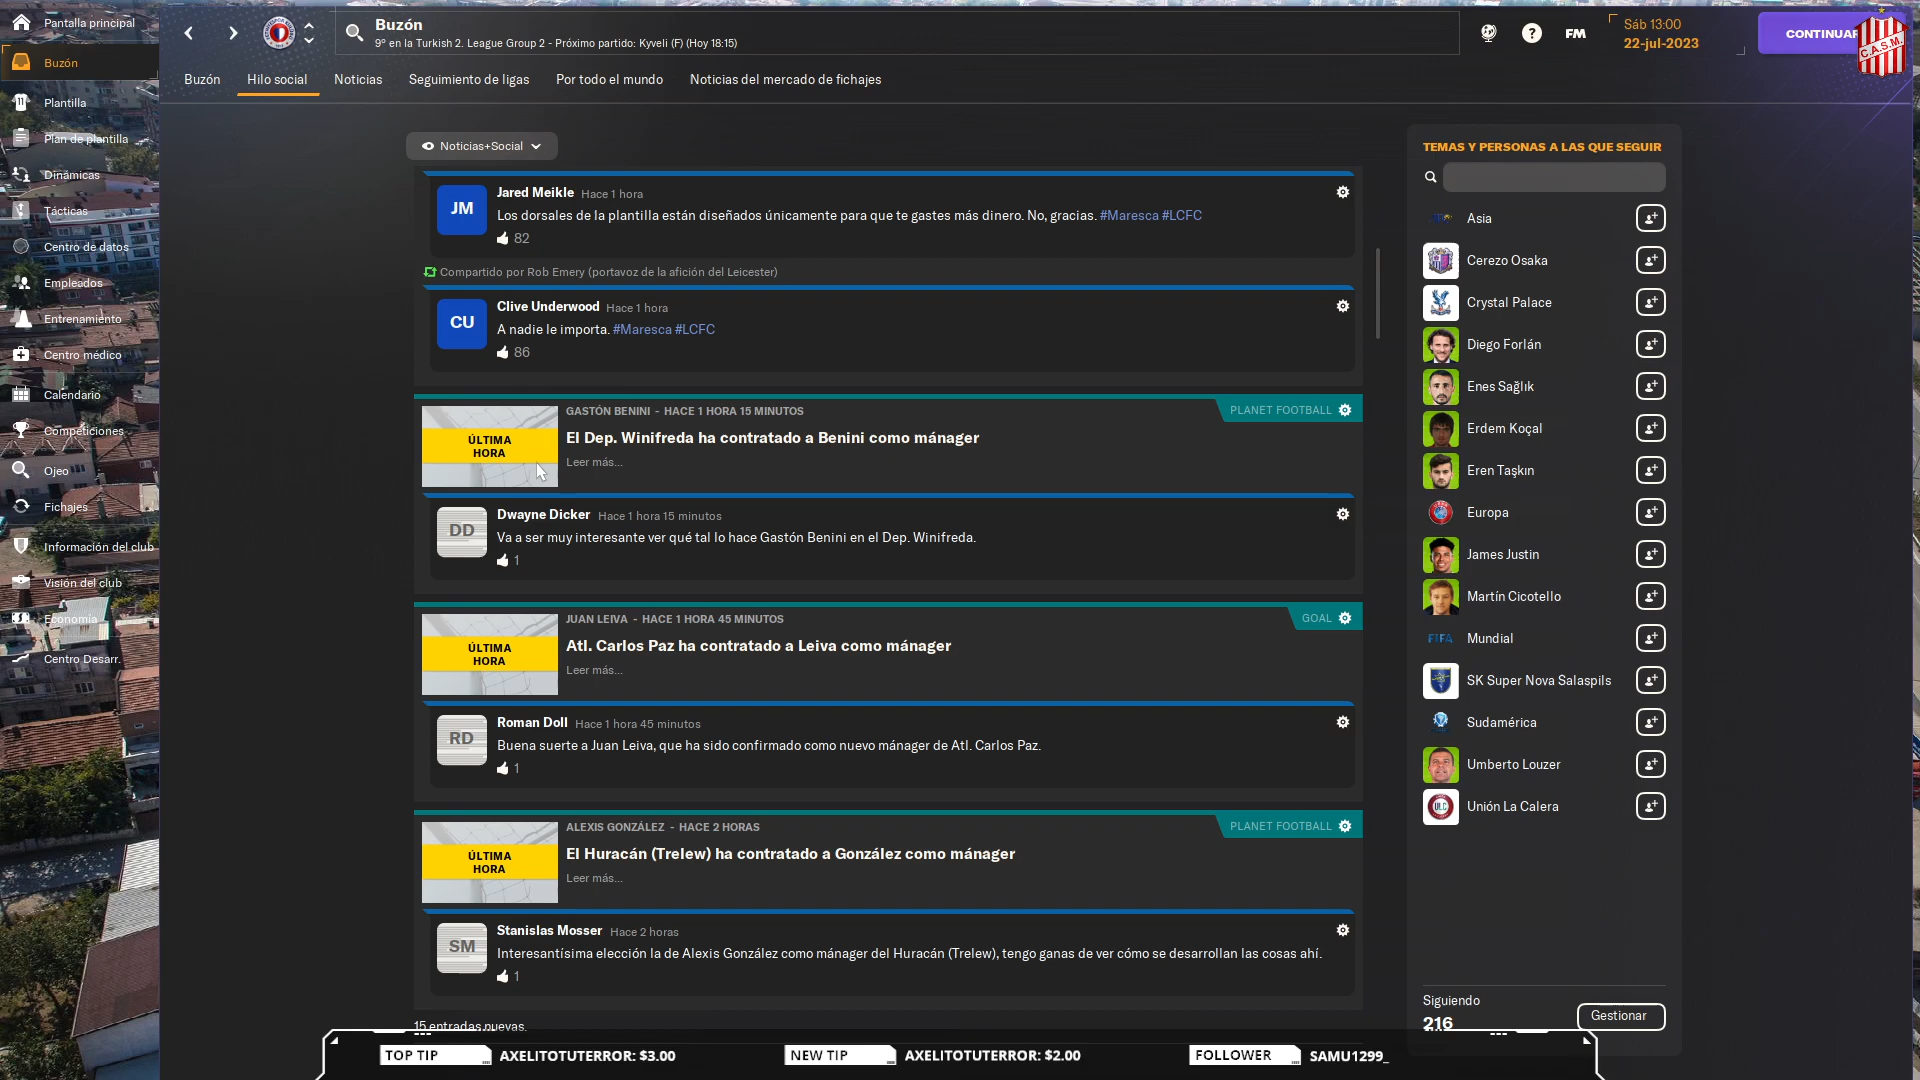 Pantalla principal
Buzón
Plantilla
Plan de plantilla
Dinámicas
Tácticas
Centro de datos
Empleados
Entrenamiento
Centro médico
Calendario
Competiciones
Ojeo
Fichajes
Información del club
Visión del club
Economía
Centro Desarr.
Buzón
9º en la Turkish 2. League Group 2 - Próximo partido: Kyveli (F) (Hoy 18:15)
FM
Sáb 13:00
22-jul-2023
CONTINUAR
C.A.S.M.
Buzón Hilo social Noticias Seguimiento de ligas Por todo el mundo Noticias del mercado de fichajes
Noticias+Social
JM
Jared Meikle Hace 1 hora
Los dorsales de la plantilla están diseñados únicamente para que te gastes más dinero. No, gracias. #Maresca #LCFC
82
Compartido por Rob Emery (portavoz de la afición del Leicester)
CU
Clive Underwood Hace 1 hora
A nadie le importa. #Maresca #LCFC
86
ÚLTIMA
HORA
GASTÓN BENINI - HACE 1 HORA 15 MINUTOS
PLANET FOOTBALL
El Dep. Winifreda ha contratado a Benini como mánager
Leer más...
DD
Dwayne Dicker Hace 1 hora 15 minutos
Va a ser muy interesante ver qué tal lo hace Gastón Benini en el Dep. Winifreda.
1
ÚLTIMA
HORA
JUAN LEIVA - HACE 1 HORA 45 MINUTOS
GOAL
Atl. Carlos Paz ha contratado a Leiva como mánager
Leer más...
RD
Roman Doll Hace 1 hora 45 minutos
Buena suerte a Juan Leiva, que ha sido confirmado como nuevo mánager de Atl. Carlos Paz.
1
ÚLTIMA
HORA
ALEXIS GONZÁLEZ - HACE 2 HORAS
PLANET FOOTBALL
El Huracán (Trelew) ha contratado a González como mánager
Leer más...
SM
Stanislas Mosser Hace 2 horas
Interesantísima elección la de Alexis González como mánager del Huracán (Trelew), tengo ganas de ver cómo se desarrollan las cosas ahí.
1
15 entradas nuevas.
TEMAS Y PERSONAS A LAS QUE SEGUIR
Asia
Cerezo Osaka
Crystal Palace
Diego Forlán
Enes Sağlık
Erdem Koçal
Eren Taşkın
Europa
James Justin
Martín Cicotello
FIFA Mundial
SK Super Nova Salaspils
Sudamérica
Umberto Louzer
ULC Unión La Calera
Siguiendo
216
Gestionar
TOP TIP AXELITOTUTERROR: $3.00
NEW TIP AXELITOTUTERROR: $2.00
FOLLOWER SAMU1299_